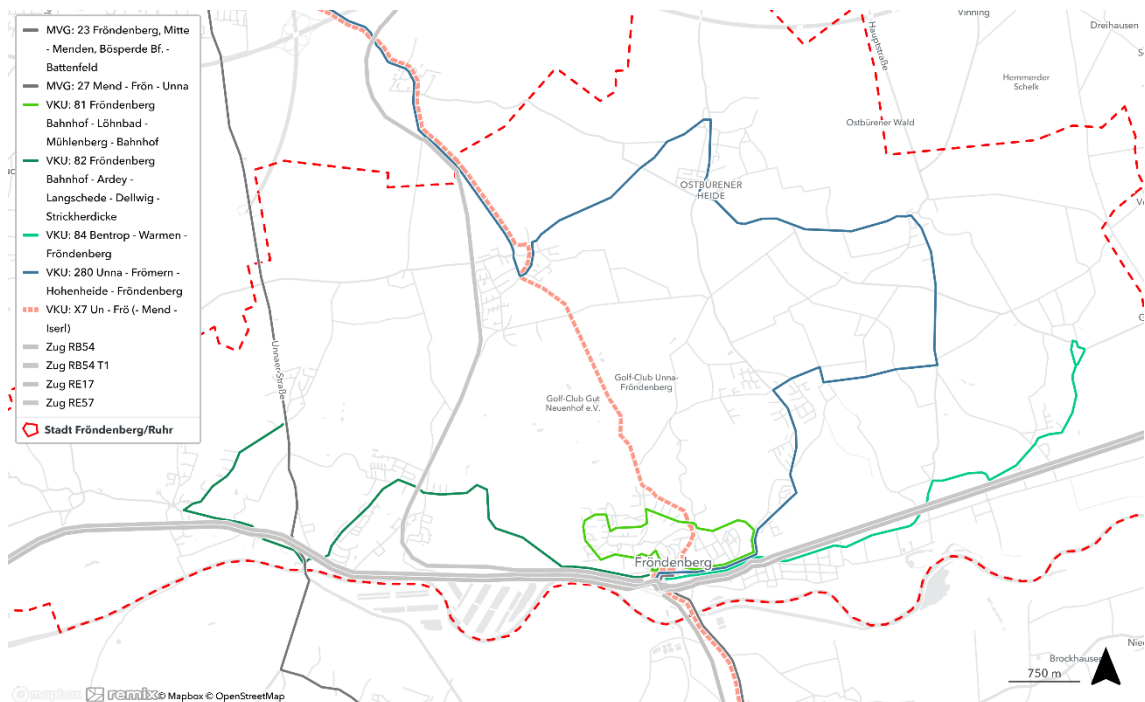 MVG: 23 Fröndenberg, Mitte
- Menden, Bösperde Bf. -
Battenfeld
MVG: 27 Mend - Frön - Unna
VKU: 81 Fröndenberg
Bahnhof - Löhnbad -
Mühlenberg - Bahnhof
VKU: 82 Fröndenberg
Bahnhof - Ardey -
Langschede - Dellwig -
Strickherdicke
VKU: 84 Bentrop - Warmen -
Fröndenberg
VKU: 280 Unna - Frömern -
Hohenheide - Fröndenberg
VKU: X7 Un - Frö (- Mend -
Iserl)
Zug RB54
Zug RB54 T1
Zug RE17
Zug RE57
Stadt Fröndenberg/Ruhr
Vinning
Dreihausen
Hauptstraße
Hemmerder
Schelk
Ostbürener Wald
OSTBÜRENER
HEIDE
Unnaer Straße
Golf-Club Unna-
Fröndenberg
Golf-Club Gut
Neuenhof e.V.
Fröndenberg
Brockhausen
750 m
mapbox
remix
© Mapbox © OpenStreetMap